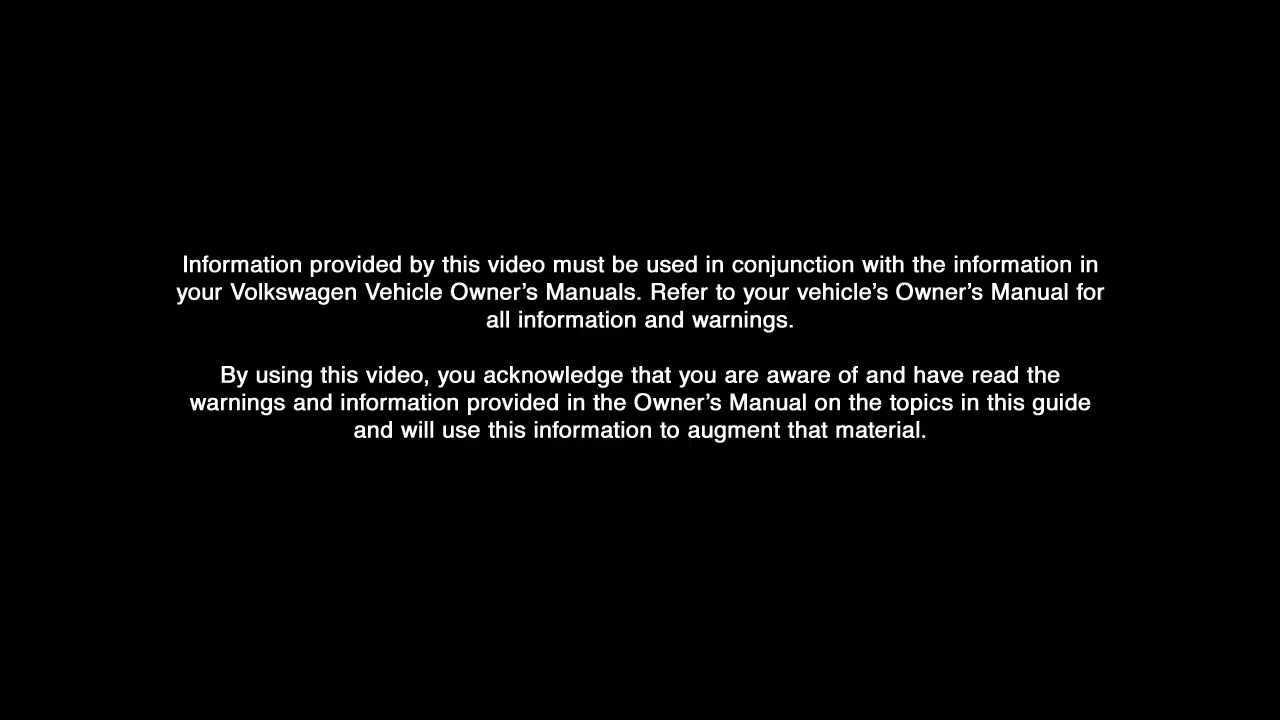 Information provided by this video must be used in conjunction with the information in
your Volkswagen Vehicle Owner’s Manuals. Refer to your vehicle’s Owner’s Manual for
all information and warnings.
By using this video, you acknowledge that you are aware of and have read the
warnings and information provided in the Owner’s Manual on the topics in this guide
and will use this information to augment that material.